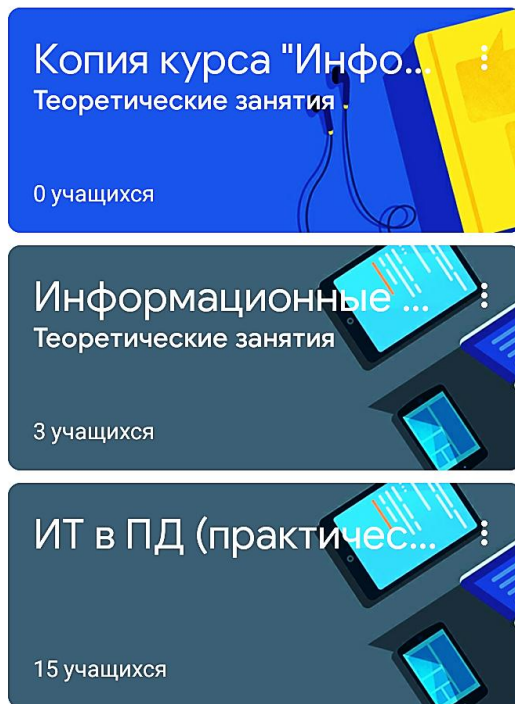 Копия курса "Инфо...
Теоретические занятия
0 учащихся
Информационные ...
Теоретические занятия
3 учащихся
ИТ в ПД (практичес...
15 учащихся